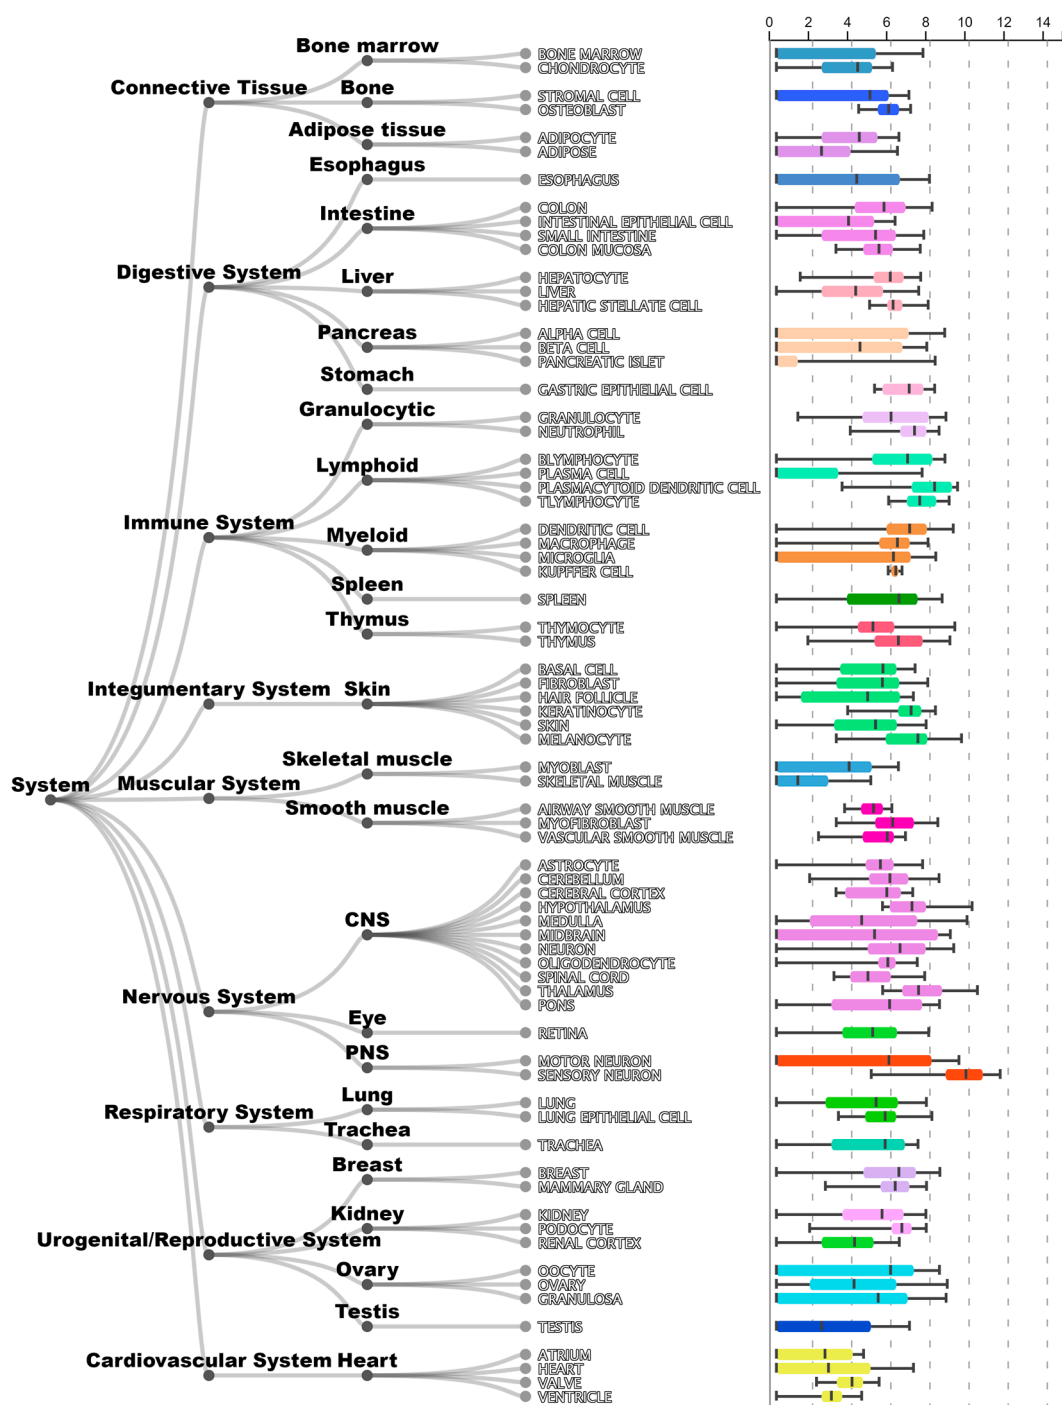 0 2 4 6 8 10 12 14
Bone marrow
BONE MARROW
CHONDROCYTE
Connective Tissue
Bone
STROMAL CELL
OSTEOBLAST
Adipose tissue
ADIPOCYTE
ADIPOSE
Esophagus
ESOPHAGUS
Intestine
COLON
INTESTINAL EPITHELIAL CELL
SMALL INTESTINE
COLON MUCOSA
Digestive System
Liver
HEPATOCYTE
LIVER
HEPATIC STELLATE CELL
Pancreas
ALPHA CELL
BETA CELL
PANCREATIC ISLET
Stomach
GASTRIC EPITHELIAL CELL
Granulocytic
GRANULOCYTE
NEUTROPHIL
Lymphoid
BLYMPHOCYTE
PLASMA CELL
PLASMACYTOID DENDRITIC CELL
TLYMPHOCYTE
Immune System
Myeloid
DENDRITIC CELL
MACROPHAGE
MICROGLIA
KUPFFER CELL
Spleen
SPLEEN
Thymus
THYMOCYTE
THYMUS
Integumentary System
Skin
BASAL CELL
FIBROBLAST
HAIR FOLLICLE
KERATINOCYTE
SKIN
MELANOCYTE
System
Muscular System
Skeletal muscle
MYOBLAST
SKELETAL MUSCLE
Smooth muscle
AIRWAY SMOOTH MUSCLE
MYOFIBROBLAST
VASCULAR SMOOTH MUSCLE
Nervous System
CNS
ASTROCYTE
CEREBELLUM
CEREBRAL CORTEX
HYPOTHALAMUS
MEDULLA
MIDBRAIN
NEURON
OLIGODENDROCYTE
SPINAL CORD
THALAMUS
PONS
Eye
RETINA
PNS
MOTOR NEURON
SENSORY NEURON
Respiratory System
Lung
LUNG
LUNG EPITHELIAL CELL
Trachea
TRACHEA
Urogenital/Reproductive System
Breast
BREAST
MAMMARY GLAND
Kidney
KIDNEY
PODOCYTE
RENAL CORTEX
Ovary
OOCYTE
OVARY
GRANULOSA
Testis
TESTIS
Cardiovascular System
Heart
ATRIUM
HEART
VALVE
VENTRICLE